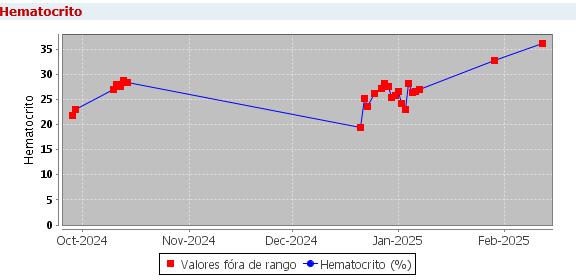 Hematocrito
Hematocrito
35
30
25
20
15
10
5
0
Oct-2024 Nov-2024 Dec-2024 Jan-2025 Feb-2025
Valores fóra de rango Hematocrito (%)